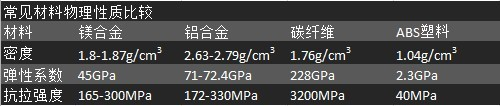 常见材料物理性质比较
材料 镁合金 铝合金 碳纤维 ABS塑料
密度 1.8-1.87g/cm³ 2.63-2.79g/cm³ 1.76g/cm³ 1.04g/cm³
弹性系数 45GPa 71-72.4GPa 228GPa 2.3GPa
抗拉强度 165-300MPa 172-330MPa 3200MPa 40MPa